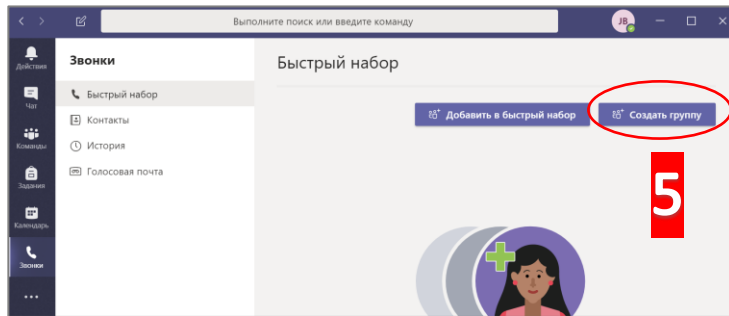 Выполните поиск или введите команду
JB
Действия
Чат
Команды
Задания
Календарь
Звонки
Звонки
Быстрый набор
Контакты
История
Голосовая почта
Быстрый набор
Добавить в быстрый набор
Создать группу
5